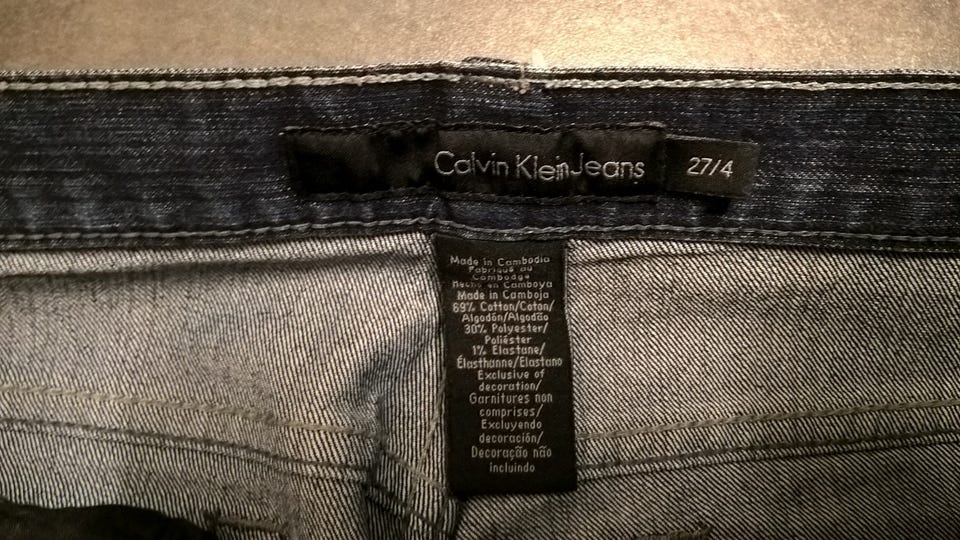 Calvin Klein Jeans
27/4
Made in Cambodia
Fabriqué au
Cambodge
Hecho en Camboya
Made in Camboja
69% Cotton/Coton/
Algodón/Algodão
30% Polyester/
Poliéster
1% Elastane/
Élasthanne/Elastano
Exclusive of
decoration/
Garnitures non
comprises/
Excluyendo
decoración/
Decoração não
incluindo